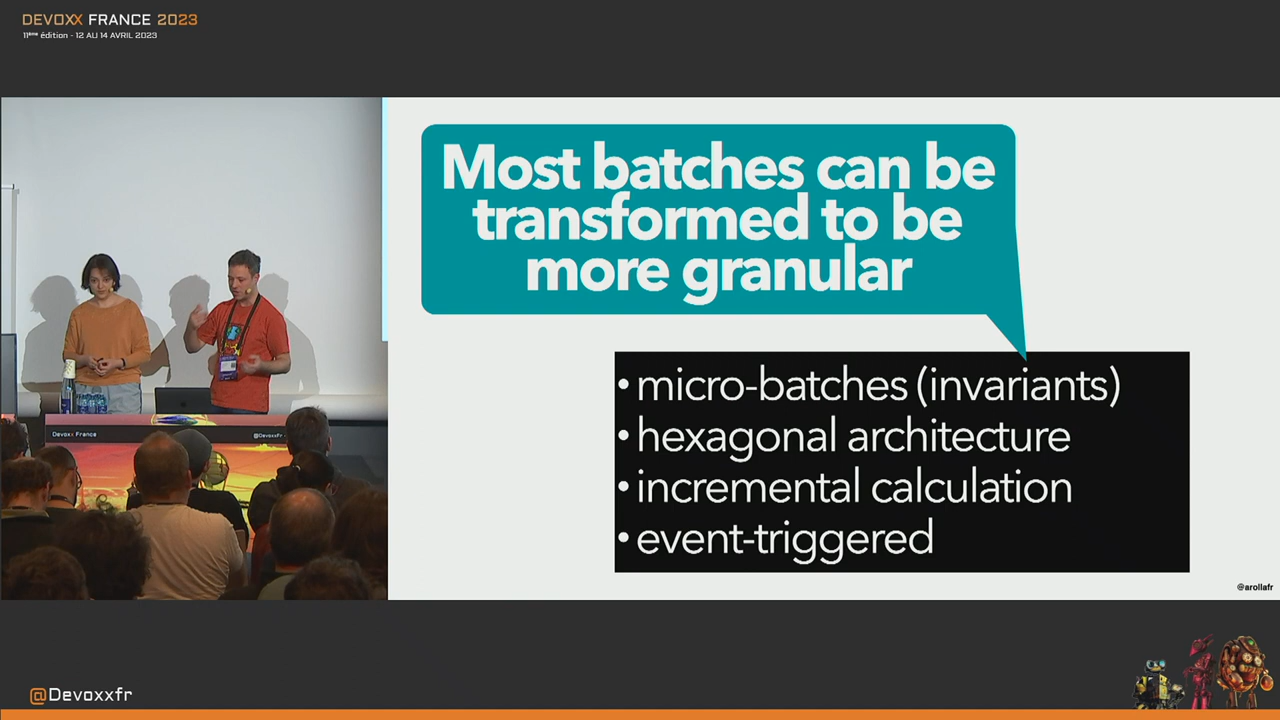 DEVOXX FRANCE 2023
11ème édition - 12 AU 14 AVRIL 2023
Most batches can be
transformed to be
more granular
• micro-batches (invariants)
• hexagonal architecture
• incremental calculation
• event-triggered
Devoxx France
@DevoxxFr
@arollafr
@Devoxxfr